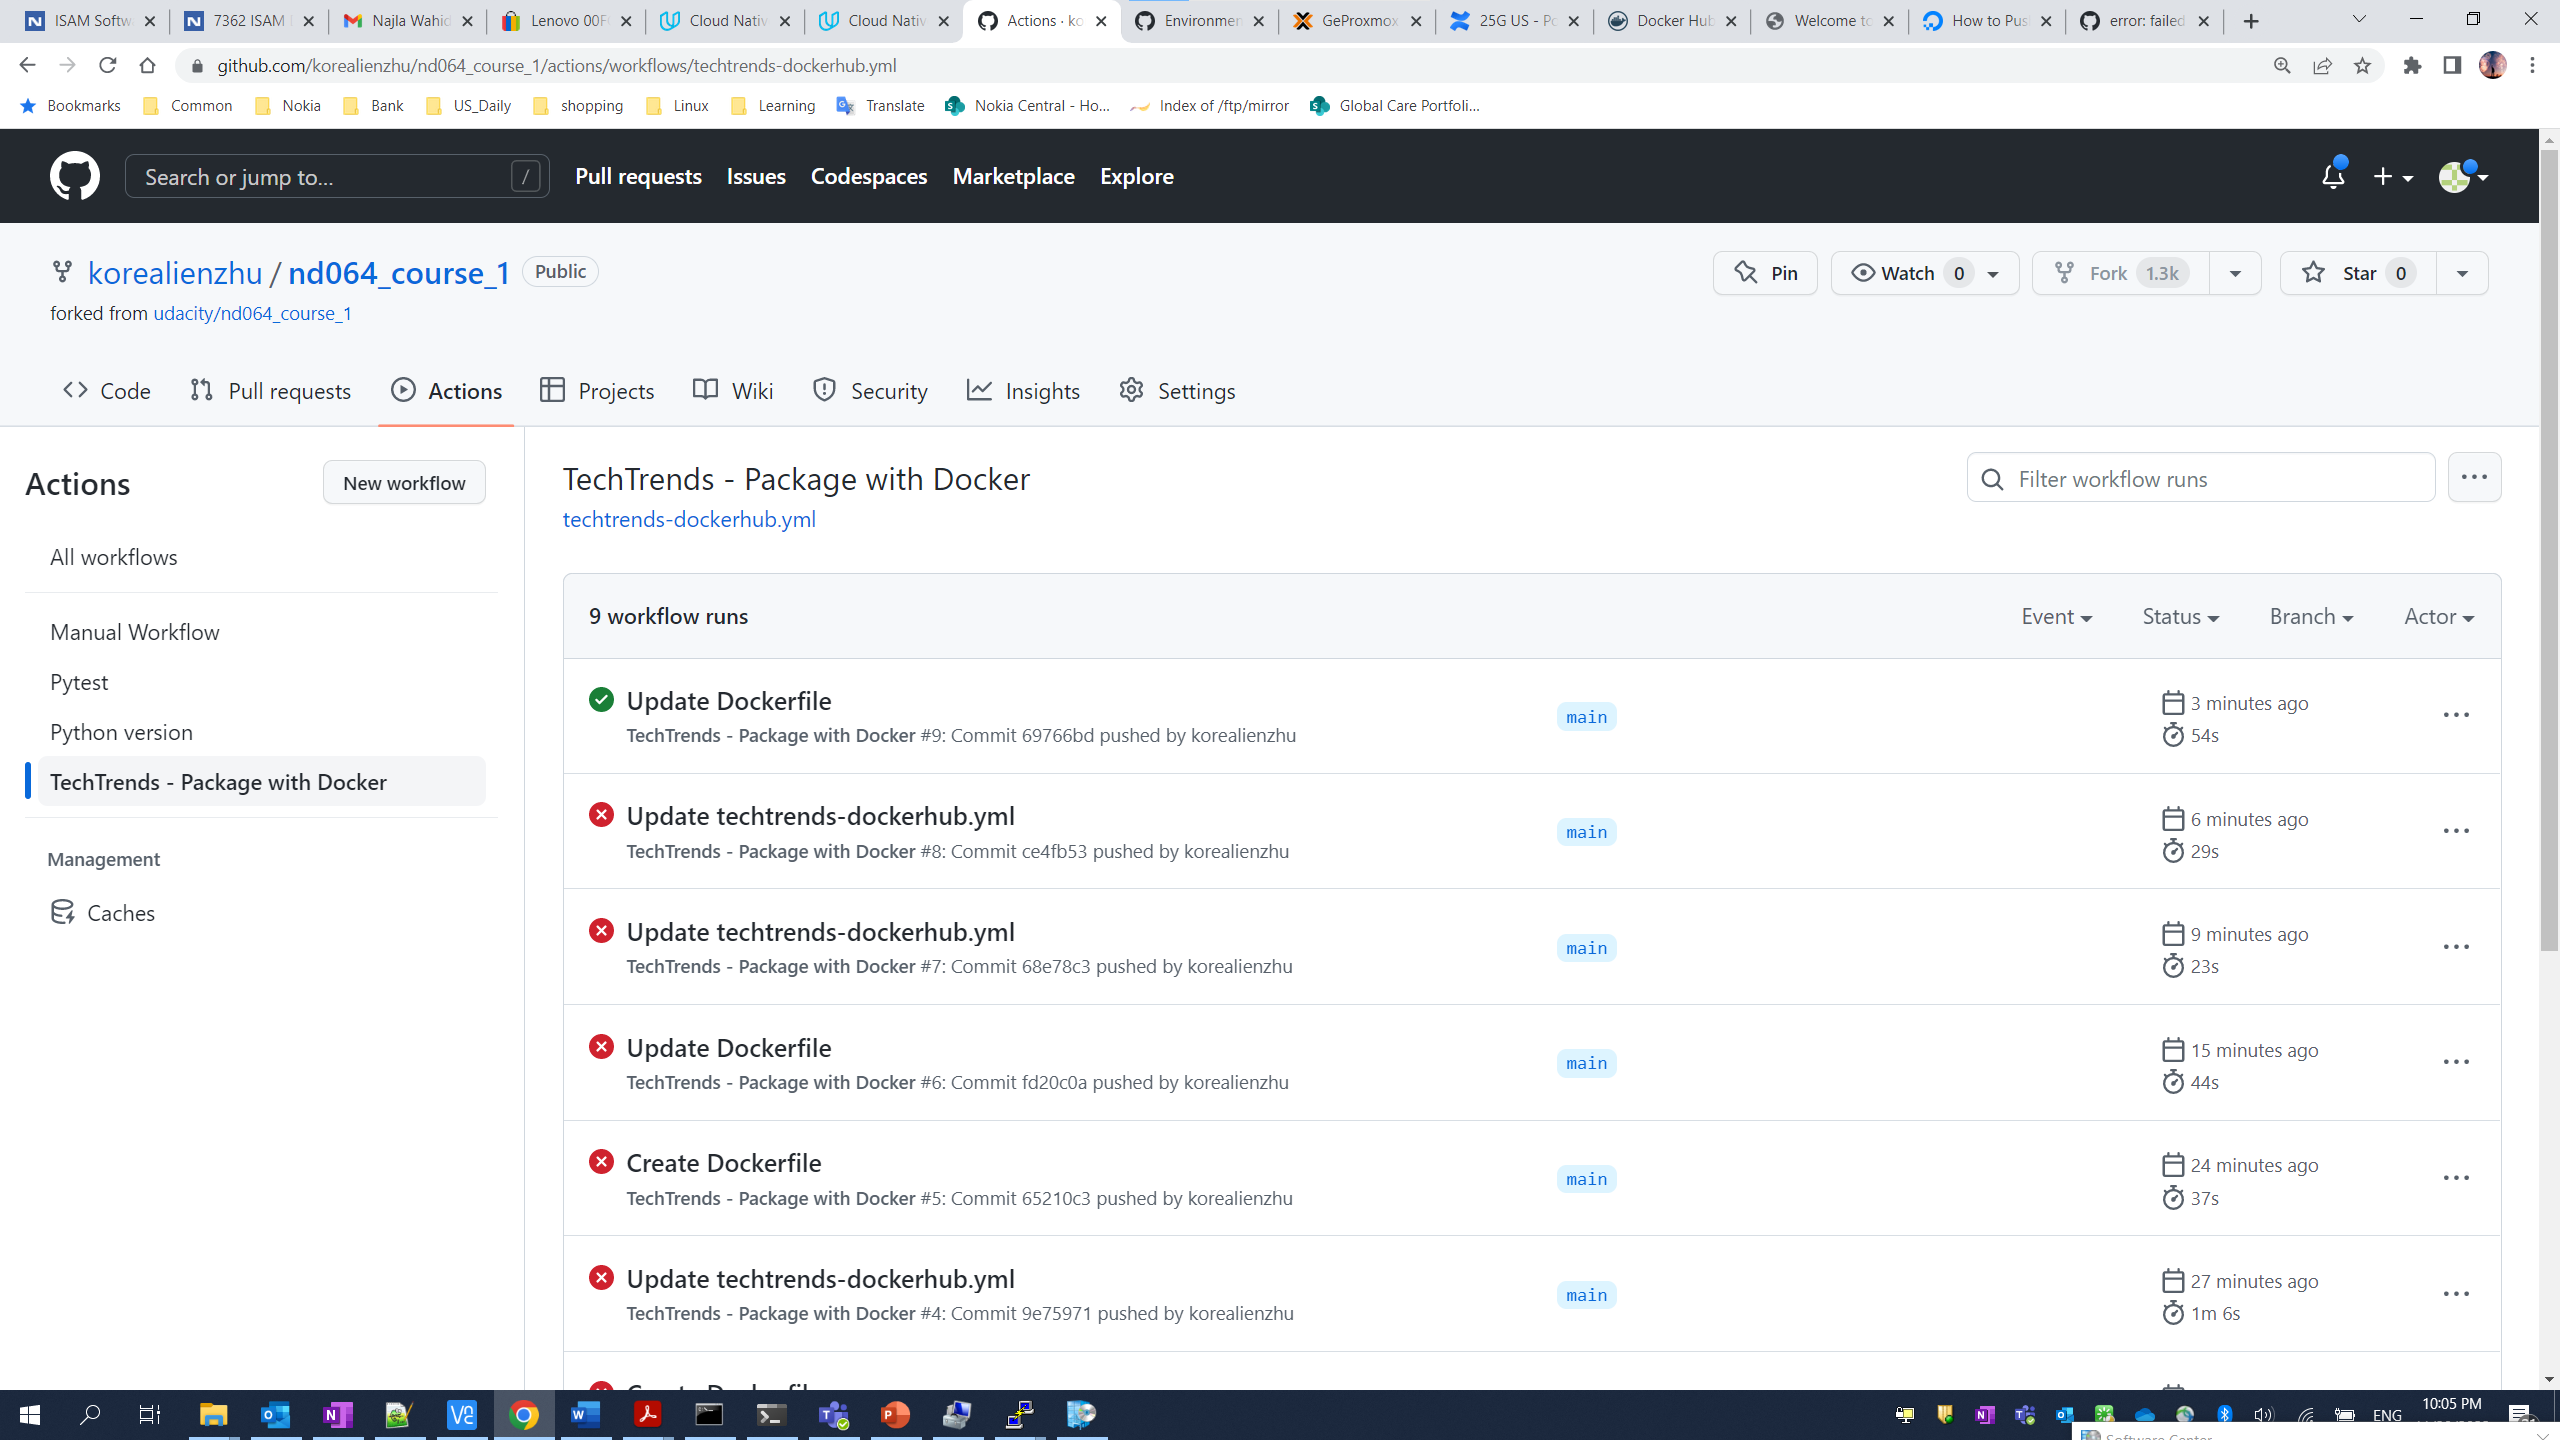 ISAM Softw
7362 ISAM
Najla Wahid
Lenovo 00F
Cloud Nativ
Cloud Nativ
Actions · ko
Environmen
GeProxmox
25G US - Po
Docker Hub
Welcome to
How to Pus
error: failed
github.com/korealienzhu/nd064_course_1/actions/workflows/techtrends-dockerhub.yml
Bookmarks
Common
Nokia
Bank
US_Daily
shopping
Linux
Learning
Translate
Nokia Central - Ho...
Index of /ftp/mirror
Global Care Portfoli...
Search or jump to...
/
Pull requests
Issues
Codespaces
Marketplace
Explore
korealienzhu / nd064_course_1
Public
Pin
Watch 0
Fork 1.3k
Star 0
forked from udacity/nd064_course_1
Code
Pull requests
Actions
Projects
Wiki
Security
Insights
Settings
Actions
New workflow
All workflows
Manual Workflow
Pytest
Python version
TechTrends - Package with Docker
Management
Caches
TechTrends - Package with Docker
techtrends-dockerhub.yml
Filter workflow runs
9 workflow runs
Event
Status
Branch
Actor
Update Dockerfile
TechTrends - Package with Docker #9: Commit 69766bd pushed by korealienzhu
main
3 minutes ago
54s
Update techtrends-dockerhub.yml
TechTrends - Package with Docker #8: Commit ce4fb53 pushed by korealienzhu
main
6 minutes ago
29s
Update techtrends-dockerhub.yml
TechTrends - Package with Docker #7: Commit 68e78c3 pushed by korealienzhu
main
9 minutes ago
23s
Update Dockerfile
TechTrends - Package with Docker #6: Commit fd20c0a pushed by korealienzhu
main
15 minutes ago
44s
Create Dockerfile
TechTrends - Package with Docker #5: Commit 65210c3 pushed by korealienzhu
main
24 minutes ago
37s
Update techtrends-dockerhub.yml
TechTrends - Package with Docker #4: Commit 9e75971 pushed by korealienzhu
main
27 minutes ago
1m 6s
ENG
10:05 PM
Software Center